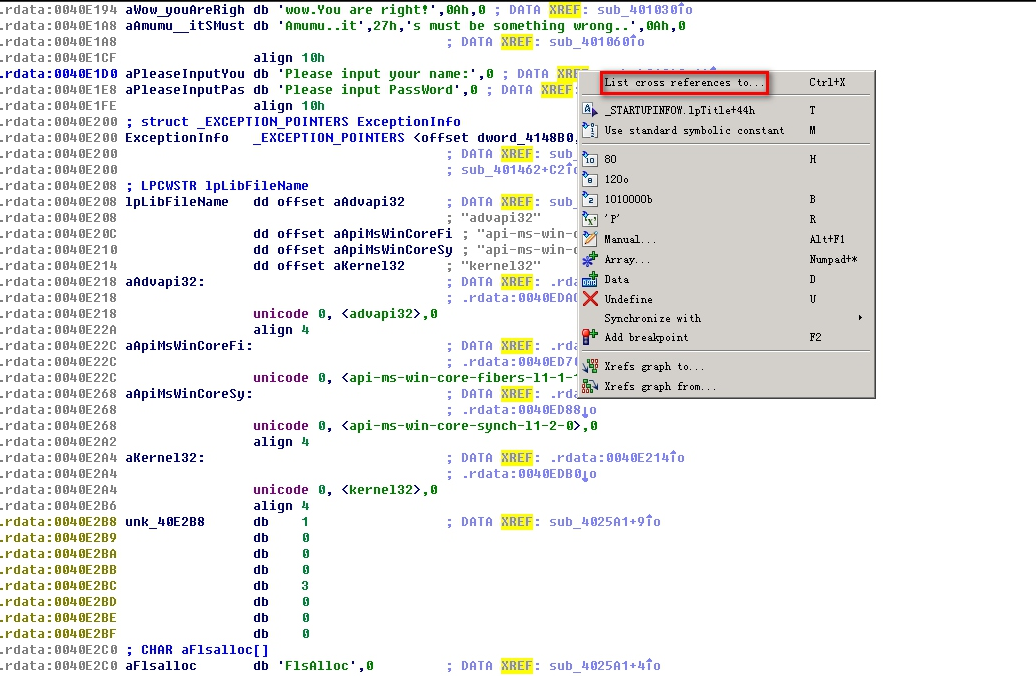 .rdata:0040E194 aWow_youAreRigh db 'wow.You are right!',0Ah,0 ; DATA XREF: sub_401030↑o
.rdata:0040E1A8 aAmumu__itSMust db 'Amumu..it',27h,'s must be something wrong..',0Ah,0
.rdata:0040E1A8 ; DATA XREF: sub_401060↑o
.rdata:0040E1CF align 10h
.rdata:0040E1D0 aPleaseInputYou db 'Please input your name:',0 ; DATA XREF
.rdata:0040E1E8 aPleaseInputPas db 'Please input PassWord',0 ; DATA XREF
.rdata:0040E1FE align 10h
.rdata:0040E200 ; struct _EXCEPTION_POINTERS ExceptionInfo
.rdata:0040E200 ExceptionInfo _EXCEPTION_POINTERS <offset dword_4148B0,
.rdata:0040E200 ; DATA XREF: sub_
.rdata:0040E200 ; sub_401462+C2↑o
.rdata:0040E208 ; LPCWSTR lpLibFileName
.rdata:0040E208 lpLibFileName dd offset aAdvapi32 ; DATA XREF: sub_
.rdata:0040E208 ; "advapi32"
.rdata:0040E20C dd offset aApiMsWinCoreFi ; "api-ms-win-c
.rdata:0040E210 dd offset aApiMsWinCoreSy ; "api-ms-win-c
.rdata:0040E214 dd offset aKernel32 ; "kernel32"
.rdata:0040E218 aAdvapi32: ; DATA XREF: .rda
.rdata:0040E218 ; .rdata:0040EDA
.rdata:0040E218 unicode 0, <advapi32>,0
.rdata:0040E22A align 4
.rdata:0040E22C aApiMsWinCoreFi: ; DATA XREF: .rda
.rdata:0040E22C ; .rdata:0040ED7
.rdata:0040E22C unicode 0, <api-ms-win-core-fibers-l1-1-
.rdata:0040E268 aApiMsWinCoreSy: ; DATA XREF: .rda
.rdata:0040E268 ; .rdata:0040ED88↓o
.rdata:0040E268 unicode 0, <api-ms-win-core-synch-l1-2-0>,0
.rdata:0040E2A2 align 4
.rdata:0040E2A4 aKernel32: ; DATA XREF: .rdata:0040E214↑o
.rdata:0040E2A4 ; .rdata:0040EDB0↓o
.rdata:0040E2A4 unicode 0, <kernel32>,0
.rdata:0040E2B6 align 4
.rdata:0040E2B8 unk_40E2B8 db 1 ; DATA XREF: sub_4025A1+9↑o
.rdata:0040E2B9 db 0
.rdata:0040E2BA db 0
.rdata:0040E2BB db 0
.rdata:0040E2BC db 3
.rdata:0040E2BD db 0
.rdata:0040E2BE db 0
.rdata:0040E2BF db 0
.rdata:0040E2C0 ; CHAR aFlsalloc[]
.rdata:0040E2C0 aFlsalloc db 'FlsAlloc',0 ; DATA XREF: sub_4025A1+4↑o
List cross references to... Ctrl+X
_STARTUPINFOW.lpTitle+44h T
Use standard symbolic constant M
80 H
120o
1010000b B
'P' R
Manual... Alt+F1
Array... Numpad+*
Data D
Undefine U
Synchronize with
Add breakpoint F2
Xrefs graph to...
Xrefs graph from...